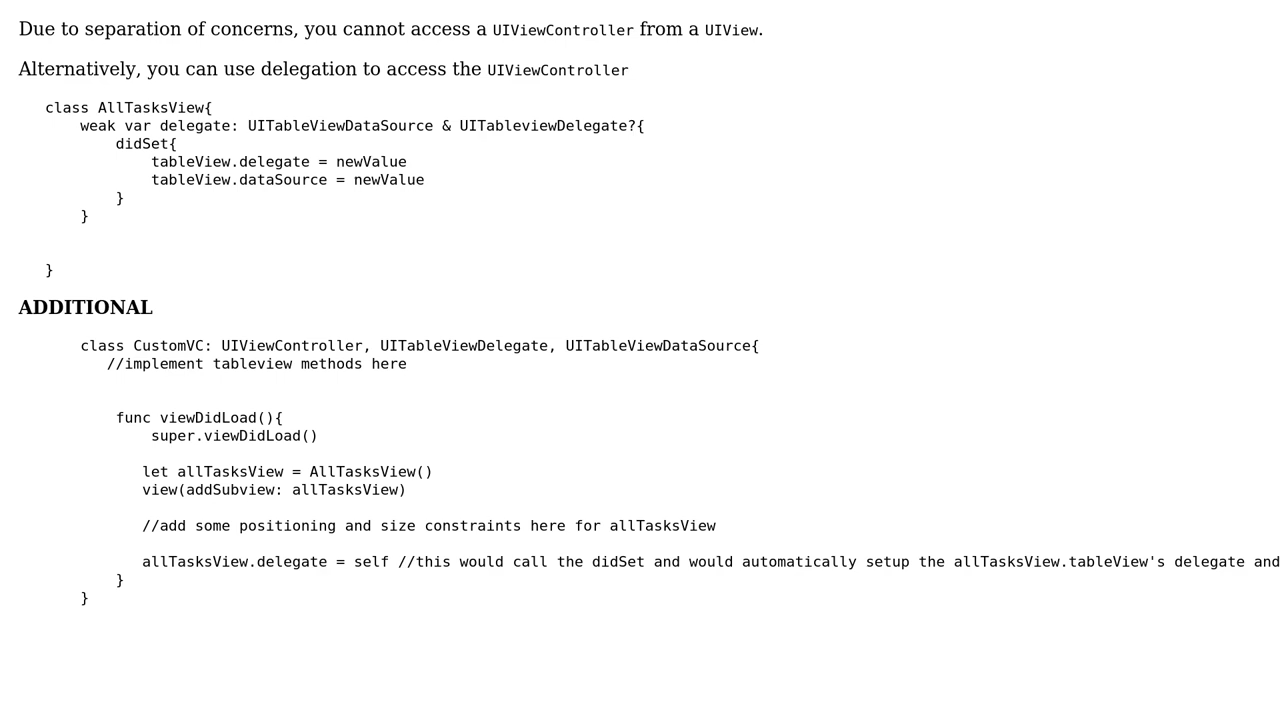 Due to separation of concerns, you cannot access a UIViewController from a UIView.
Alternatively, you can use delegation to access the UIViewController
class AllTasksView{
    weak var delegate: UITableViewDataSource & UITableviewDelegate?{
        didSet{
            tableView.delegate = newValue
            tableView.dataSource = newValue
        }
    }
}
ADDITIONAL
    class CustomVC: UIViewController, UITableViewDelegate, UITableViewDataSource{
       //implement tableview methods here
        func viewDidLoad(){
            super.viewDidLoad()
           let allTasksView = AllTasksView()
           view(addSubview: allTasksView)
           //add some positioning and size constraints here for allTasksView
           allTasksView.delegate = self //this would call the didSet and would automatically setup the allTasksView.tableView's delegate and
        }
    }